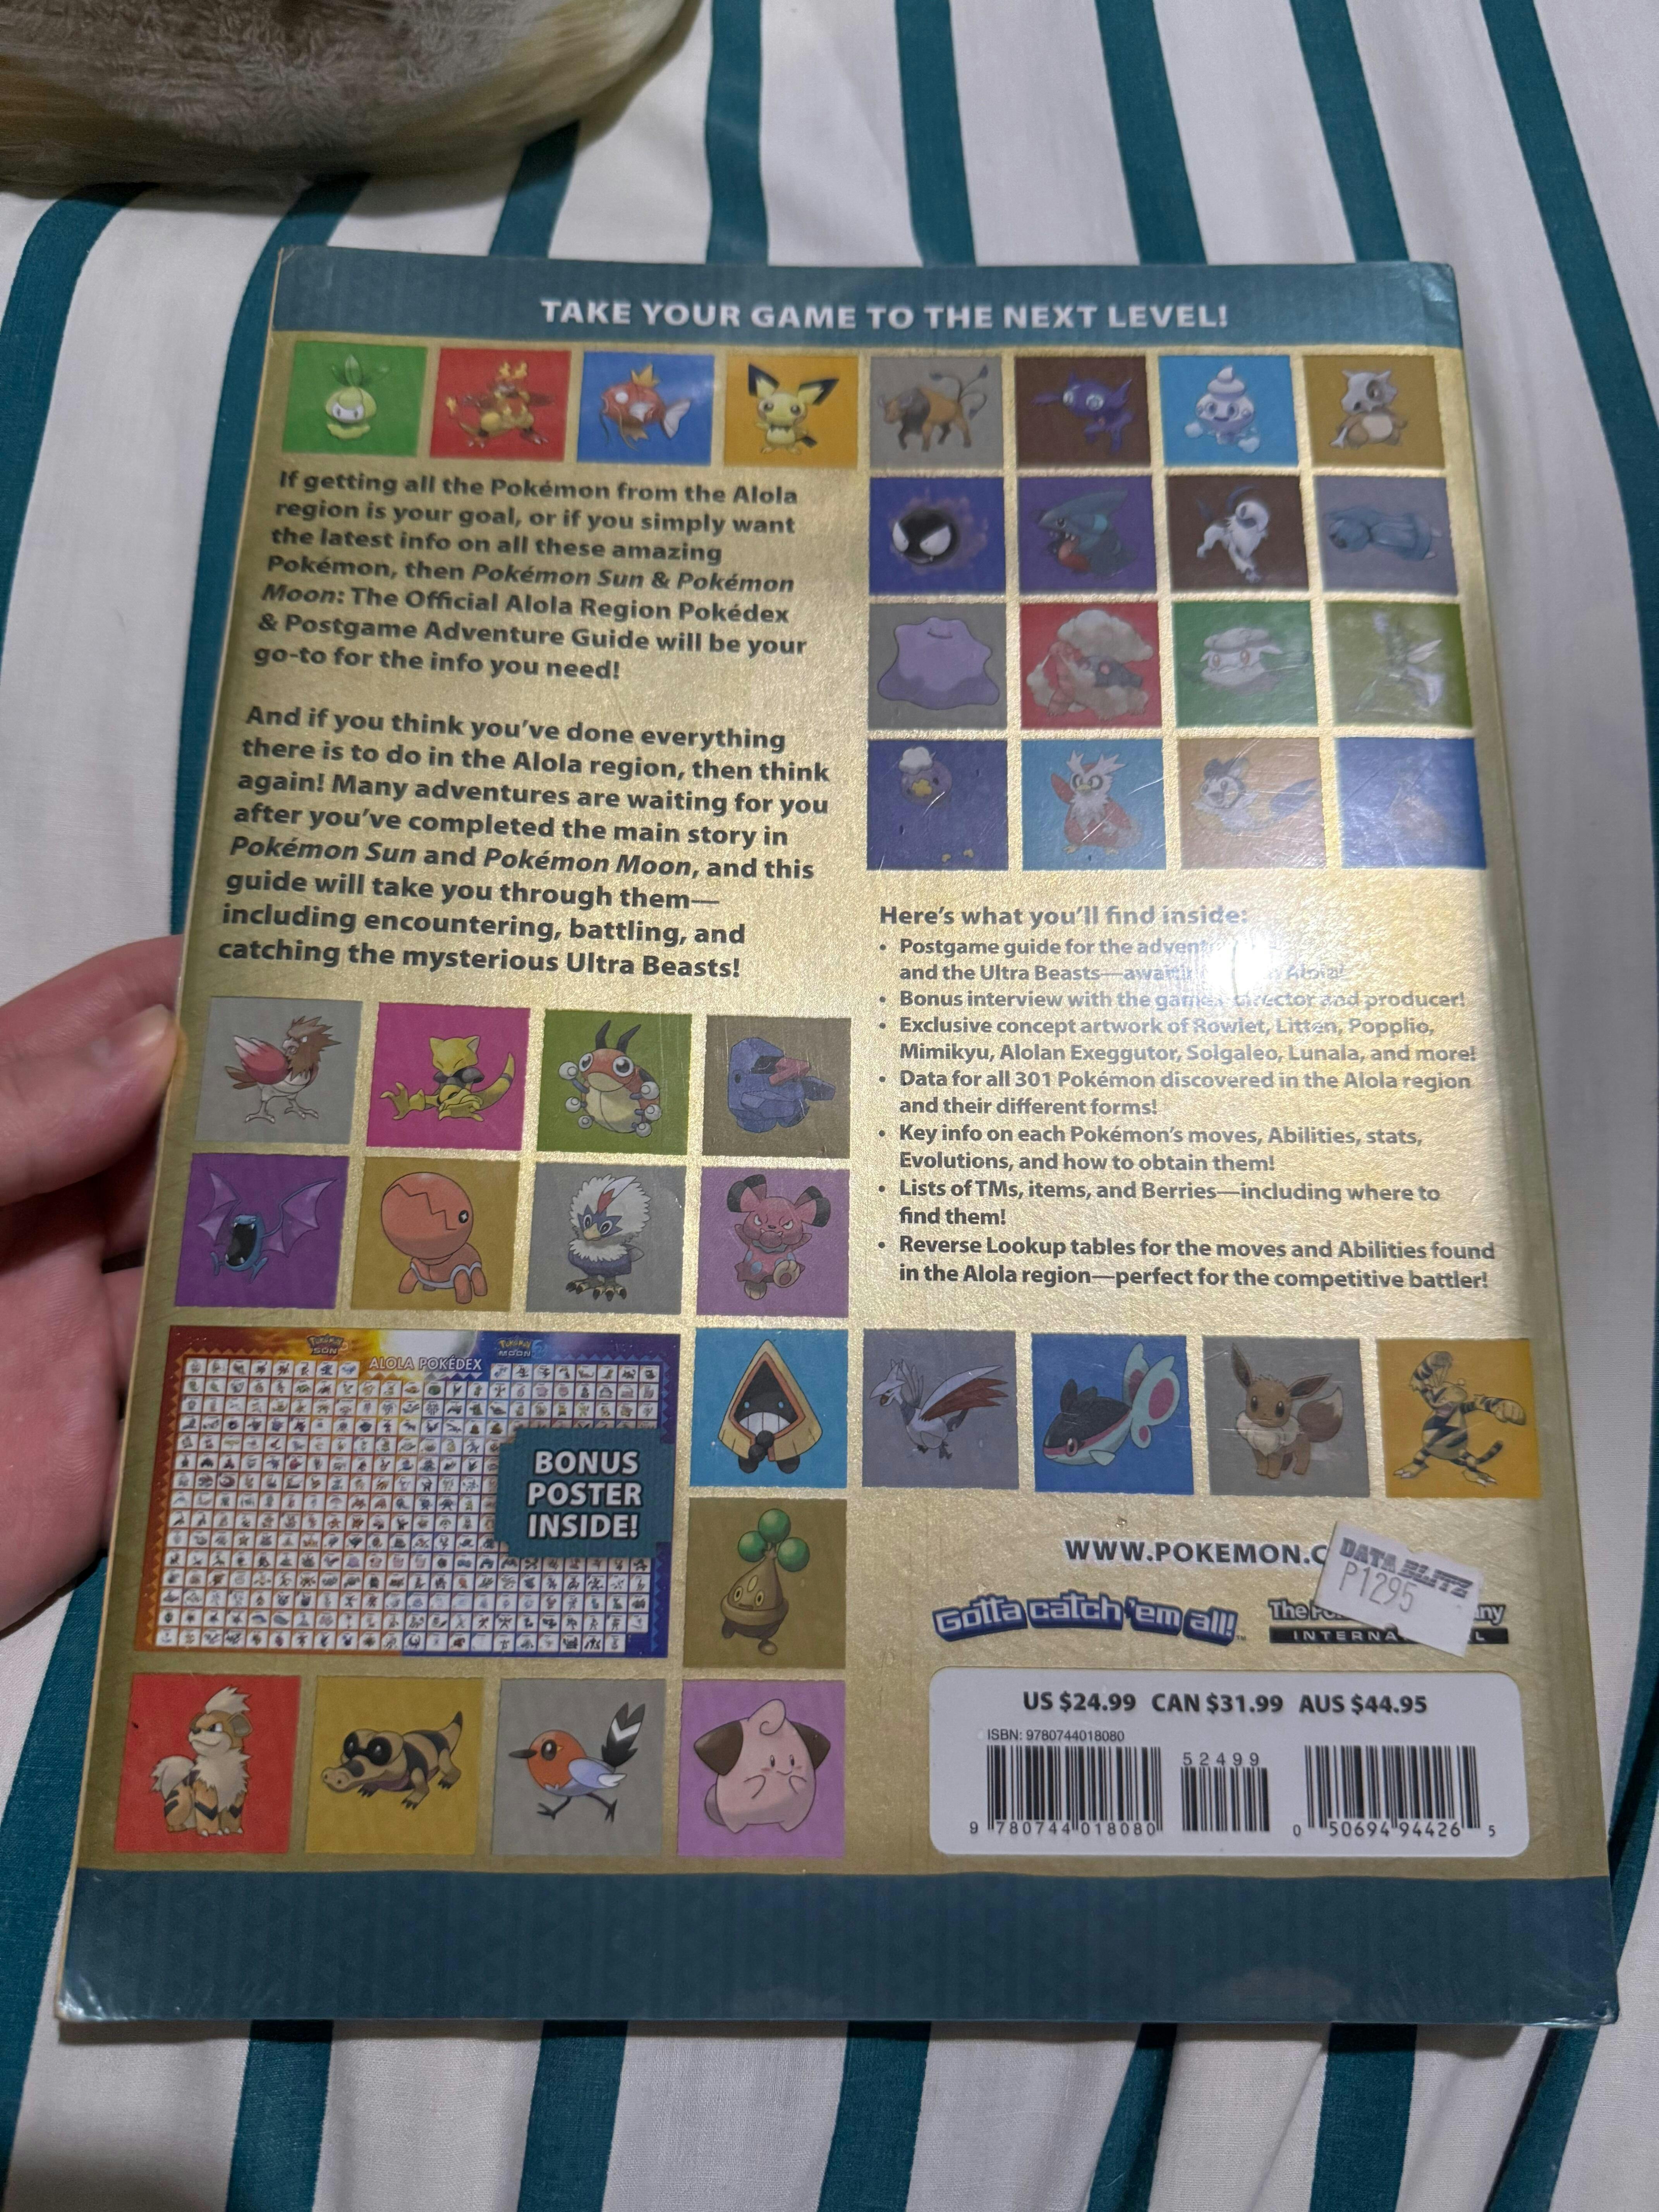 TAKE YOUR GAME TO THE NEXT LEVEL!
If getting all the Pokémon from the Alola
region is your goal, or if you simply want
the latest info on all these amazing
Pokémon, then Pokémon Sun & Pokémon
Moon: The Official Alola Region Pokédex
& Postgame Adventure Guide will be your
go-to for the info you need!
And if you think you've done everything
there is to do in the Alola region, then think
again! Many adventures are waiting for you
after you've completed the main story in
Pokémon Sun and Pokémon Moon, and this
guide will take you through them—
including encountering, battling, and
catching the mysterious Ultra Beasts!
Here's what you'll find inside:
• Postgame guide for the
and the Ultra Beasts— Alola!
• Bonus interview with the game director and producer!
• Exclusive concept artwork of Rowlet, Litten, Popplio,
Mimikyu, Alolan Exeggutor, Solgaleo, Lunala, and more!
• Data for all 301 Pokémon discovered in the Alola region
and their different forms!
• Key info on each Pokémon's moves, Abilities, stats,
Evolutions, and how to obtain them!
• Lists of TMs, items, and Berries—including where to
find them!
• Reverse Lookup tables for the moves and Abilities found
in the Alola region—perfect for the competitive battler!
POKÉMON SUN
POKÉMON MOON
ALOLA POKÉDEX
BONUS
POSTER
INSIDE!
WWW.POKEMON.C
DATA BLITZ
P1295
Gotta catch 'em all!™
The
US $24.99 CAN $31.99 AUS $44.95
ISBN: 9780744018080
52499
9 780744 018080
0 50694 94426 5